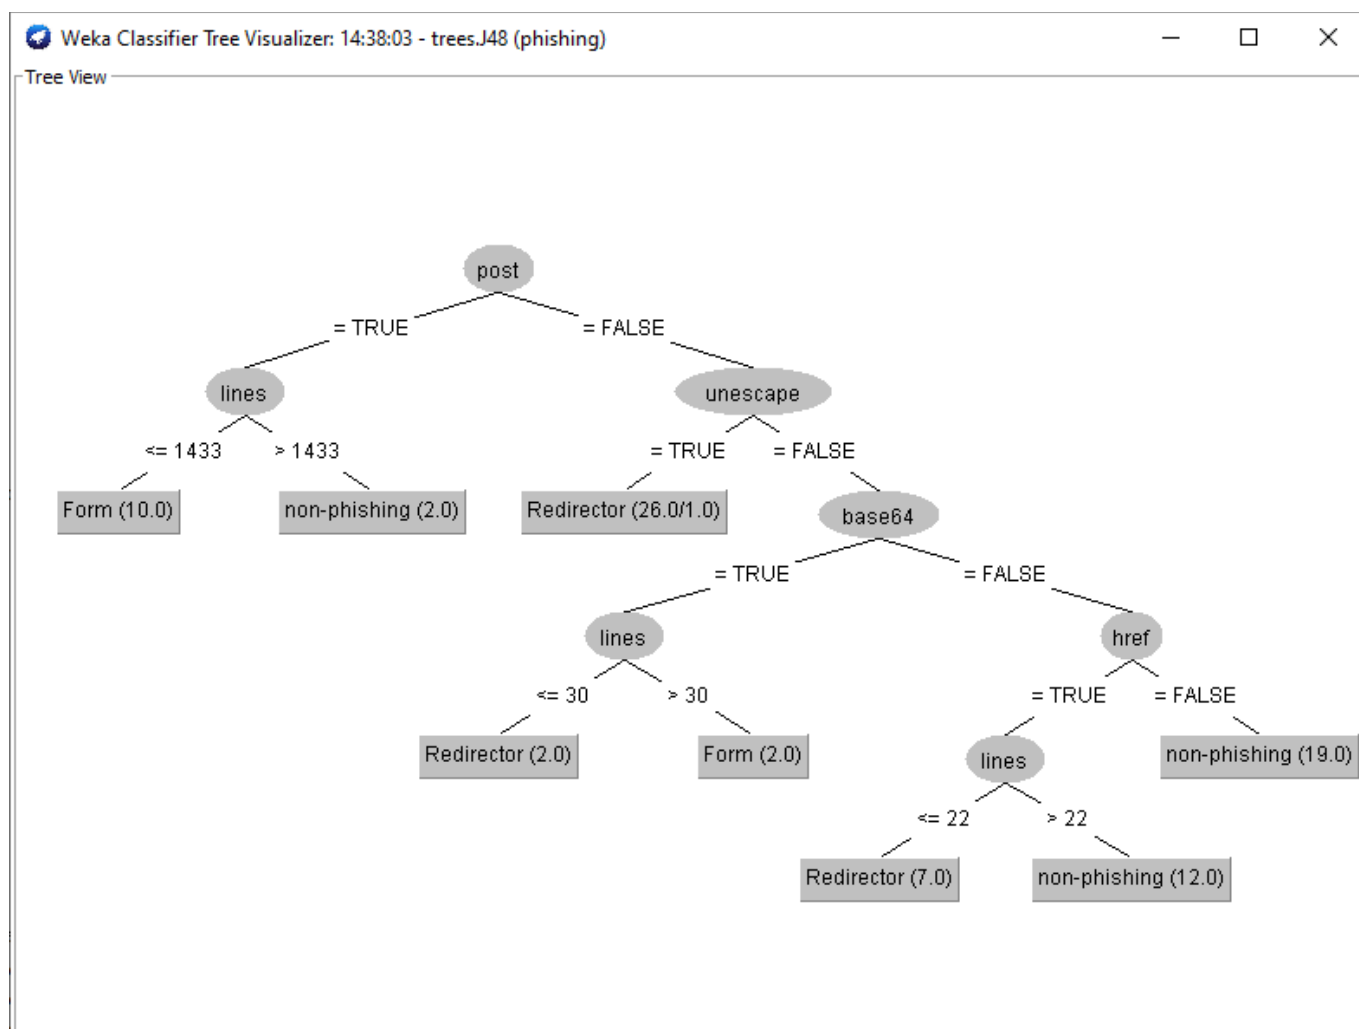 Weka Classifier Tree Visualizer: 14:38:03 - trees.J48 (phishing)
Tree View
post
= TRUE
= FALSE
lines
unescape
<= 1433
> 1433
= TRUE
= FALSE
Form (10.0)
non-phishing (2.0)
Redirector (26.0/1.0)
base64
= TRUE
= FALSE
lines
href
<= 30
> 30
= TRUE
= FALSE
Redirector (2.0)
Form (2.0)
lines
non-phishing (19.0)
<= 22
> 22
Redirector (7.0)
non-phishing (12.0)